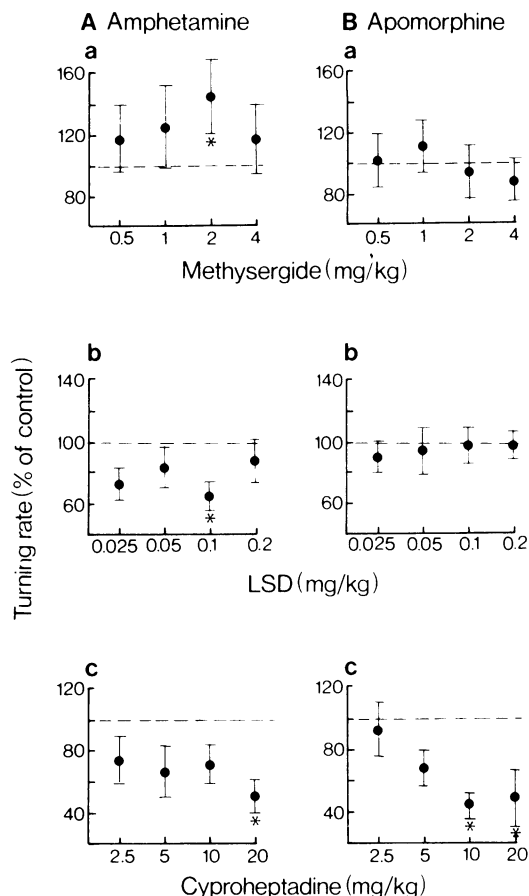 A Amphetamine
B Apomorphine
a
a
160
120
80
0.5 1 2 4
*
160
120
80
0.5 1 2 4
Methysergide (mg/kg)
Turning rate (% of control)
b
b
140
100
60
0.025 0.05 0.1 0.2
*
140
100
60
0.025 0.05 0.1 0.2
LSD (mg/kg)
c
c
120
80
40
2.5 5 10 20
*
120
80
40
2.5 5 10 20
* *
Cyproheptadine (mg/kg)